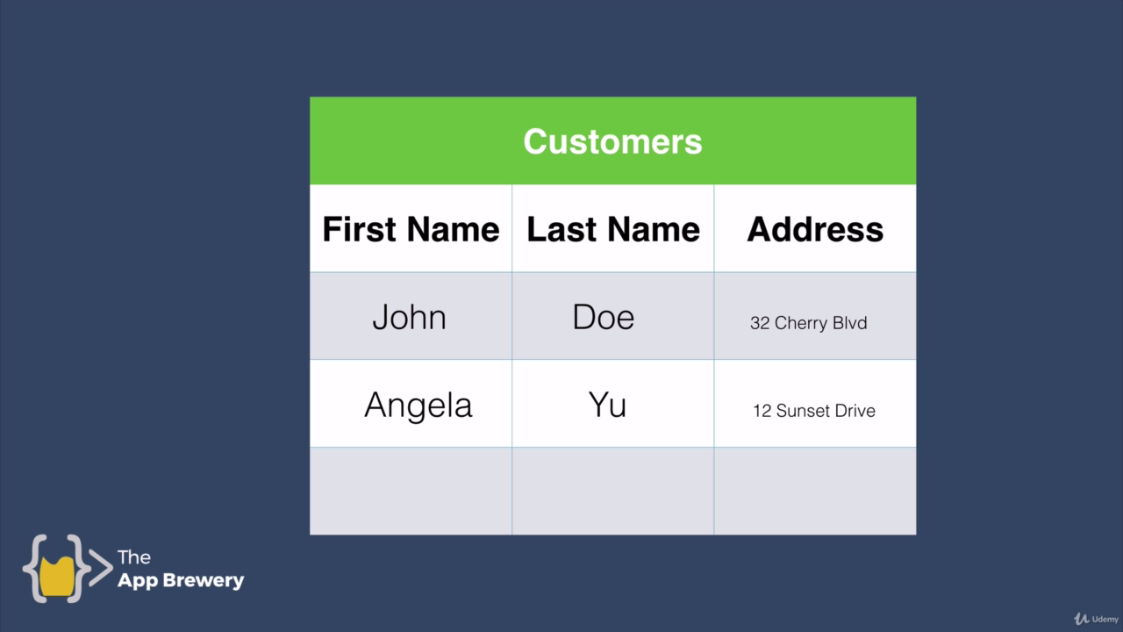 Customers
First Name Last Name Address
John Doe 32 Cherry Blvd
Angela Yu 12 Sunset Drive
The
App Brewery
Udemy